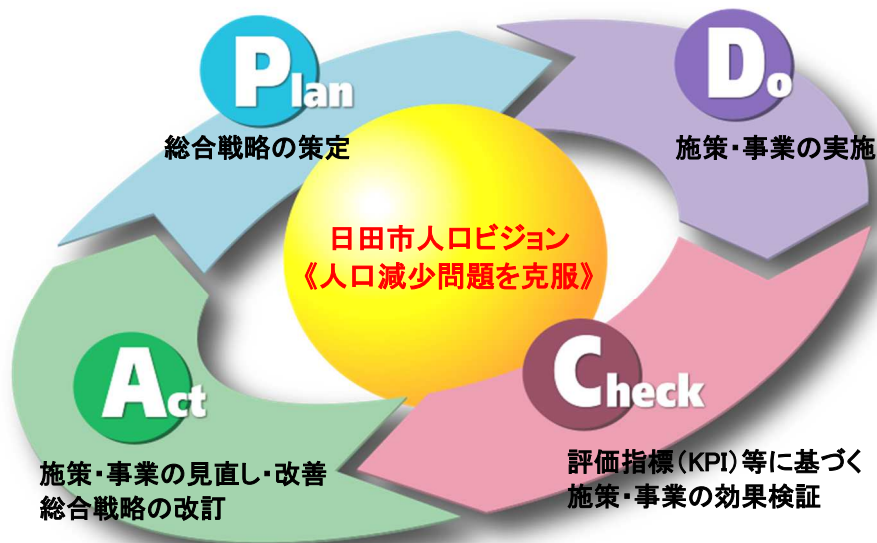 Plan
総合戦略の策定
Do
施策・事業の実施
日田市人口ビジョン
《人口減少問題を克服》
Act
施策・事業の見直し・改善
総合戦略の改訂
Check
評価指標(KPI)等に基づく
施策・事業の効果検証